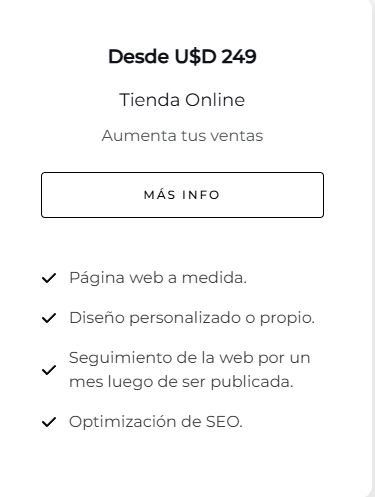 Desde U$D 249
Tienda Online
Aumenta tus ventas
MÁS INFO
Página web a medida.
Diseño personalizado o propio.
Seguimiento de la web por un
mes luego de ser publicada.
Optimización de SEO.